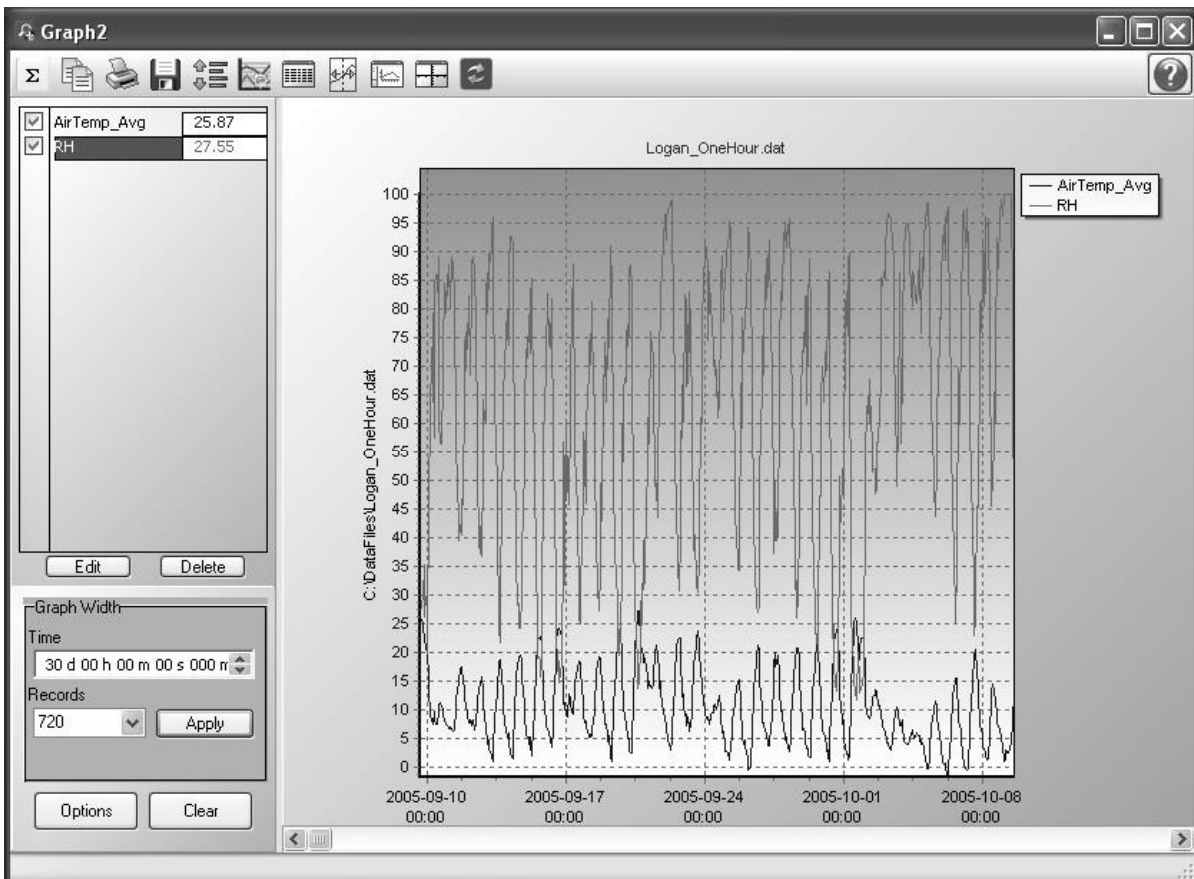 Graph2
Σ
?
AirTemp_Avg 25.87
RH 27.55
Edit Delete
Graph Width
Time
30 d 00 h 00 m 00 s 000 m
Records
720 Apply
Options Clear
Logan_OneHour.dat
C:\DataFiles\Logan_OneHour.dat
100
95
90
85
80
75
70
65
60
55
50
45
40
35
30
25
20
15
10
5
0
2005-09-10 2005-09-17 2005-09-24 2005-10-01 2005-10-08
00:00 00:00 00:00 00:00 00:00
AirTemp_Avg
RH